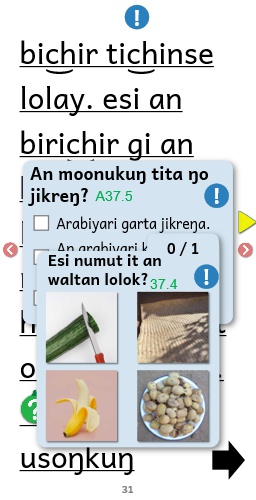 bichir tichinse
lolay. esi an
birichir gi an
An moonukuŋ tita ŋo
jikreŋ? A37.5
Arabiyari garta jikreŋa.
An arabiyari
0 / 1
Esi numut it an
waltan lolok? 37.4
usoŋkuŋ
31